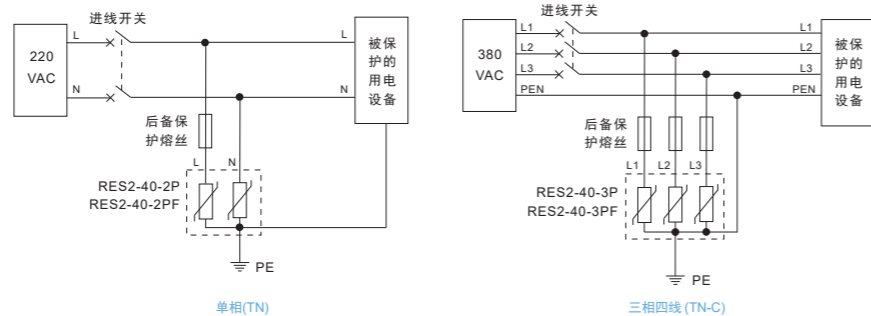 进线开关
220
VAC
L
N
L
N
被保
护的
用电
设备
后备保
护熔丝
L
N
RES2-40-2P
RES2-40-2PF
PE
单相(TN)
进线开关
380
VAC
L1
L2
L3
PEN
L1
L2
L3
PEN
被保
护的
用电
设备
后备保
护熔丝
L1
L2
L3
RES2-40-3P
RES2-40-3PF
PE
三相四线 (TN-C)